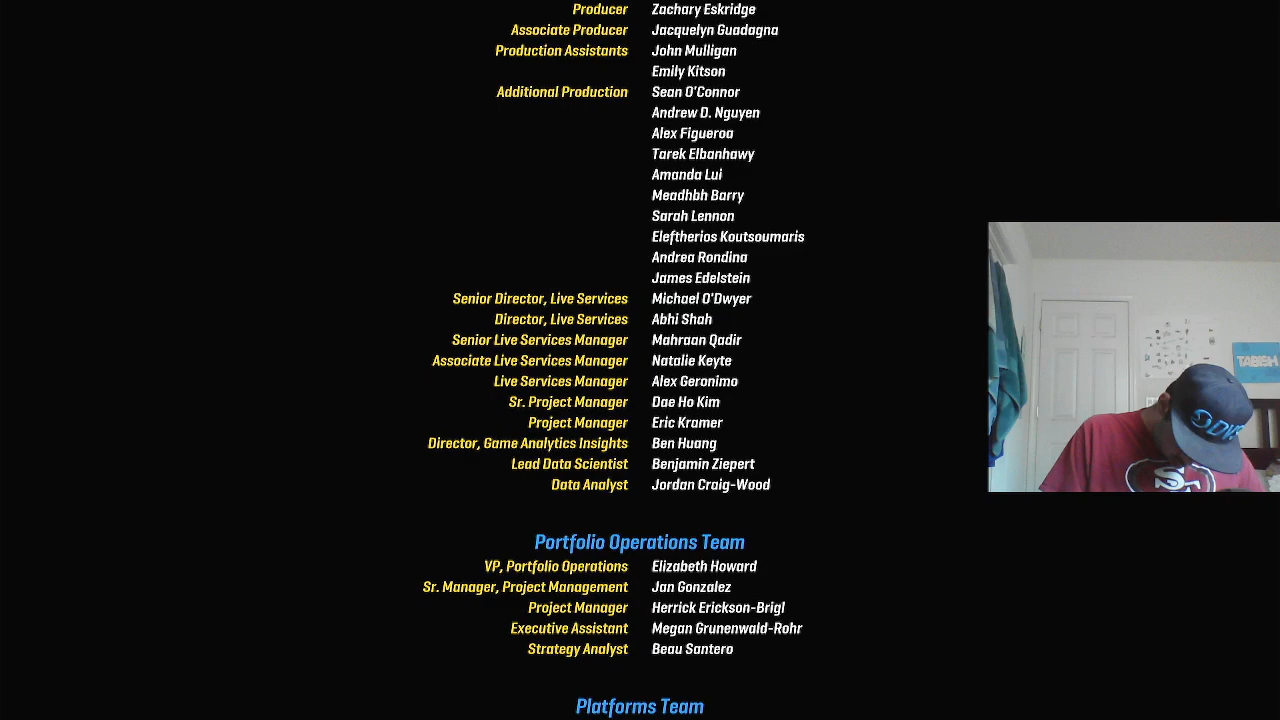 Producer Zachary Eskridge
Associate Producer Jacquelyn Guadagna
Production Assistants John Mulligan
Emily Kitson
Additional Production Sean O'Connor
Andrew D. Nguyen
Alex Figueroa
Tarek Elbanhawy
Amanda Lui
Meadhbh Barry
Sarah Lennon
Eleftherios Koutsoumaris
Andrea Rondina
James Edelstein
Senior Director, Live Services Michael O'Dwyer
Director, Live Services Abhi Shah
Senior Live Services Manager Mahraan Qadir
Associate Live Services Manager Natalie Keyte
Live Services Manager Alex Geronimo
Sr. Project Manager Dae Ho Kim
Project Manager Eric Kramer
Director, Game Analytics Insights Ben Huang
Lead Data Scientist Benjamin Ziepert
Data Analyst Jordan Craig-Wood
Portfolio Operations Team
VP, Portfolio Operations Elizabeth Howard
Sr. Manager, Project Management Jan Gonzalez
Project Manager Herrick Erickson-Brigl
Executive Assistant Megan Grunenwald-Rohr
Strategy Analyst Beau Santero
Platforms Team
TABISH